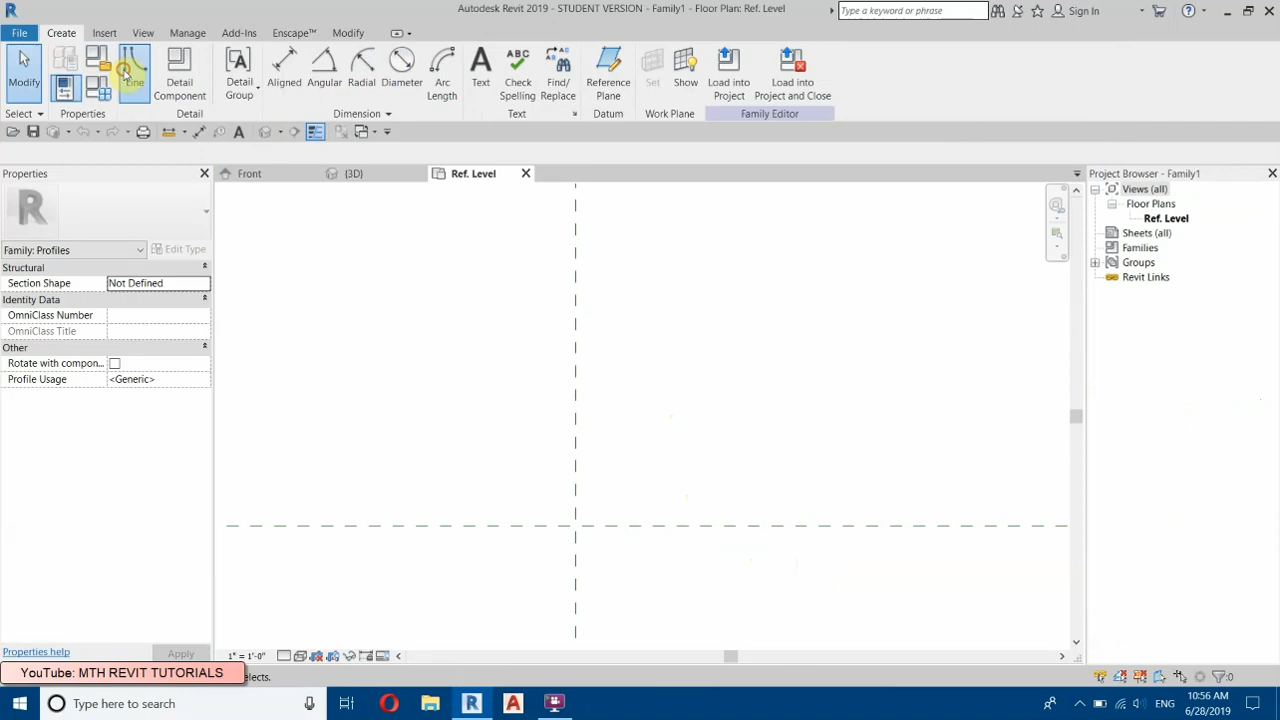 Autodesk Revit 2019 - STUDENT VERSION - Family1 - Floor Plan: Ref. Level
Type a keyword or phrase
Sign In
File Create Insert View Manage Add-Ins Enscape™ Modify
Modify
Line
Detail Component
Detail Group
Aligned
Angular
Radial
Diameter
Arc Length
Text
Check Spelling
Find/ Replace
Reference Plane
Set
Show
Load into Project
Load into Project and Close
Select Properties Detail Dimension Text Datum Work Plane Family Editor
Properties
Front
(3D)
Ref. Level
Project Browser - Family1
Family: Profiles
Edit Type
Structural
Section Shape Not Defined
Identity Data
OmniClass Number
OmniClass Title
Other
Rotate with compon...
Profile Usage <Generic>
Views (all)
Floor Plans
Ref. Level
Sheets (all)
Families
Groups
Revit Links
Properties help
Apply
1" = 1'-0"
YouTube: MTH REVIT TUTORIALS
elects.
:0
Type here to search
ENG
10:56 AM
6/28/2019